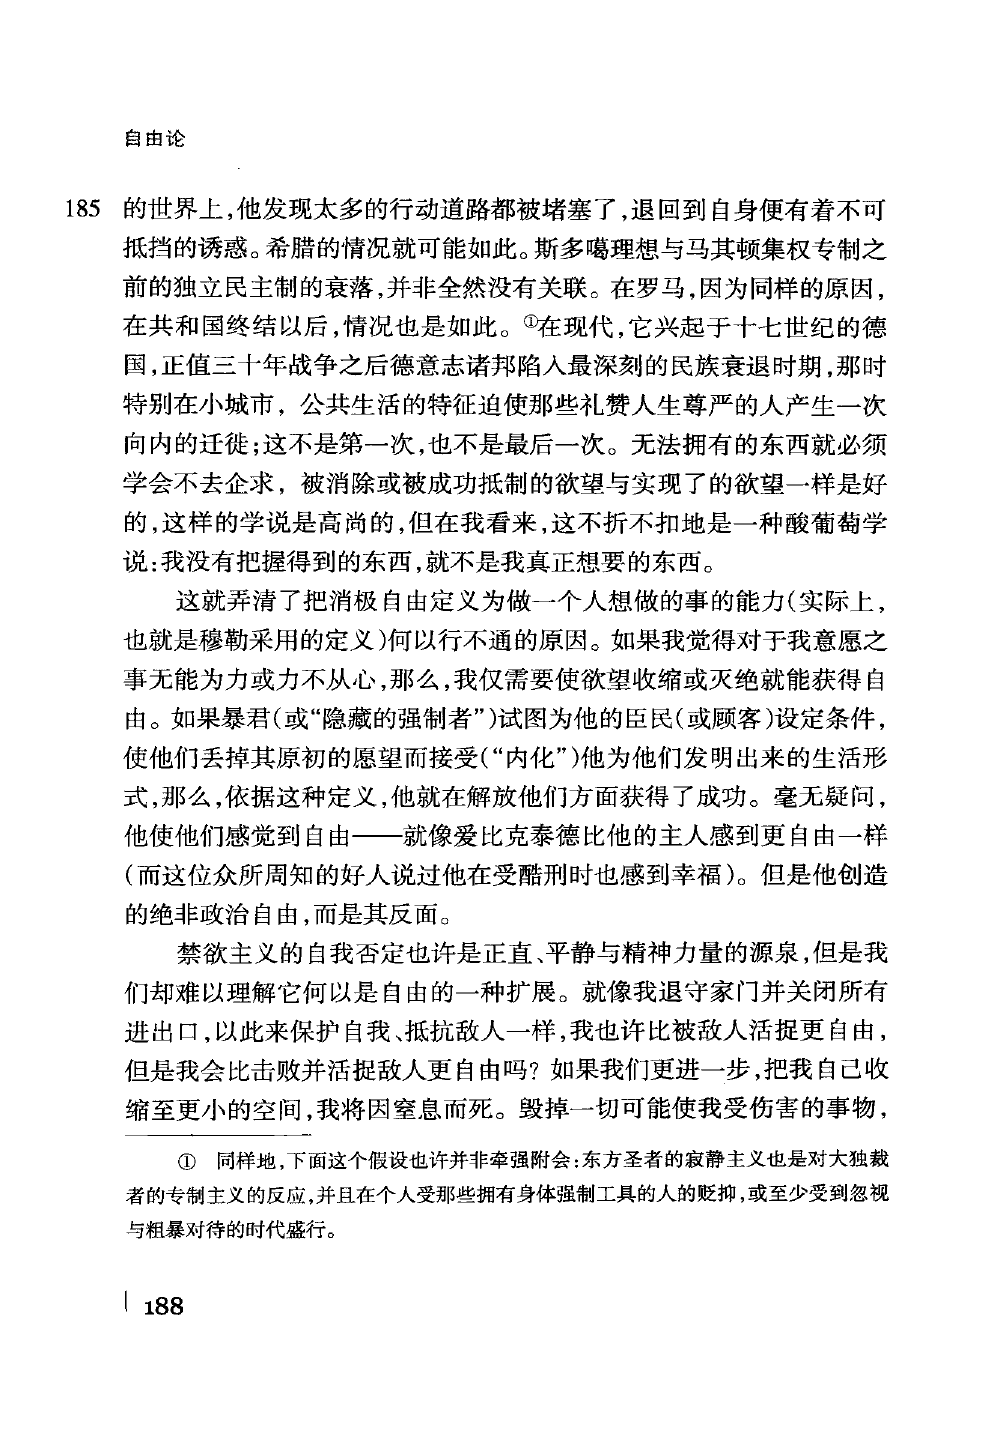 自由论
185 的世界上,他发现太多的行动道路都被堵塞了,退回到自身便有着不可
抵挡的诱惑。希腊的情况就可能如此。斯多噶理想与马其顿集权专制之
前的独立民主制的衰落,并非全然没有关联。在罗马,因为同样的原因,
在共和国终结以后,情况也是如此。①在现代,它兴起于十七世纪的德
国,正值三十年战争之后德意志诸邦陷入最深刻的民族衰退时期,那时
特别在小城市, 公共生活的特征迫使那些礼赞人生尊严的人产生一次
向内的迁徙;这不是第一次,也不是最后一次。无法拥有的东西就必须
学会不去企求, 被消除或被成功抵制的欲望与实现了的欲望一样是好
的,这样的学说是高尚的,但在我看来,这不折不扣地是一种酸葡萄学
说:我没有把握得到的东西,就不是我真正想要的东西。
这就弄清了把消极自由定义为做一个人想做的事的能力(实际上,
也就是穆勒采用的定义)何以行不通的原因。如果我觉得对于我意愿之
事无能为力或力不从心,那么,我仅需要使欲望收缩或灭绝就能获得自
由。如果暴君(或“隐藏的强制者”)试图为他的臣民(或顾客)设定条件,
使他们丢掉其原初的愿望而接受(“内化”)他为他们发明出来的生活形
式,那么,依据这种定义,他就在解放他们方面获得了成功。毫无疑问,
他使他们感觉到自由——就像爱比克泰德比他的主人感到更自由一样
(而这位众所周知的好人说过他在受酷刑时也感到幸福)。但是他创造
的绝非政治自由,而是其反面。
禁欲主义的自我否定也许是正直、平静与精神力量的源泉,但是我
们却难以理解它何以是自由的一种扩展。就像我退守家门并关闭所有
进出口,以此来保护自我、抵抗敌人一样,我也许比被敌人活捉更自由,
但是我会比击败并活捉敌人更自由吗?如果我们更进一步,把我自己收
缩至更小的空间,我将因窒息而死。毁掉一切可能使我受伤害的事物,
① 同样地,下面这个假设也许并非牵强附会:东方圣者的寂静主义也是对大独裁
者的专制主义的反应,并且在个人受那些拥有身体强制工具的人的贬抑,或至少受到忽视
与粗暴对待的时代盛行。
188